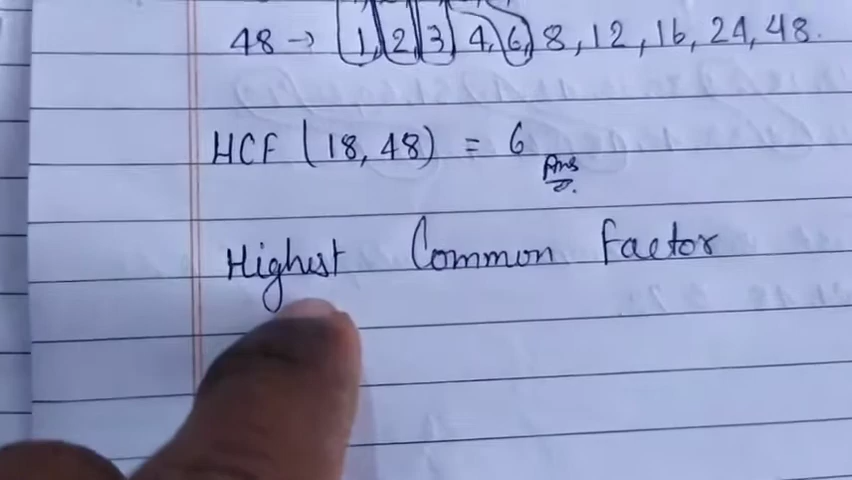 48 → 1, 2, 3, 4, 6, 8, 12, 16, 24, 48.
HCF (18, 48) = 6
Ans
Highest Common Factor